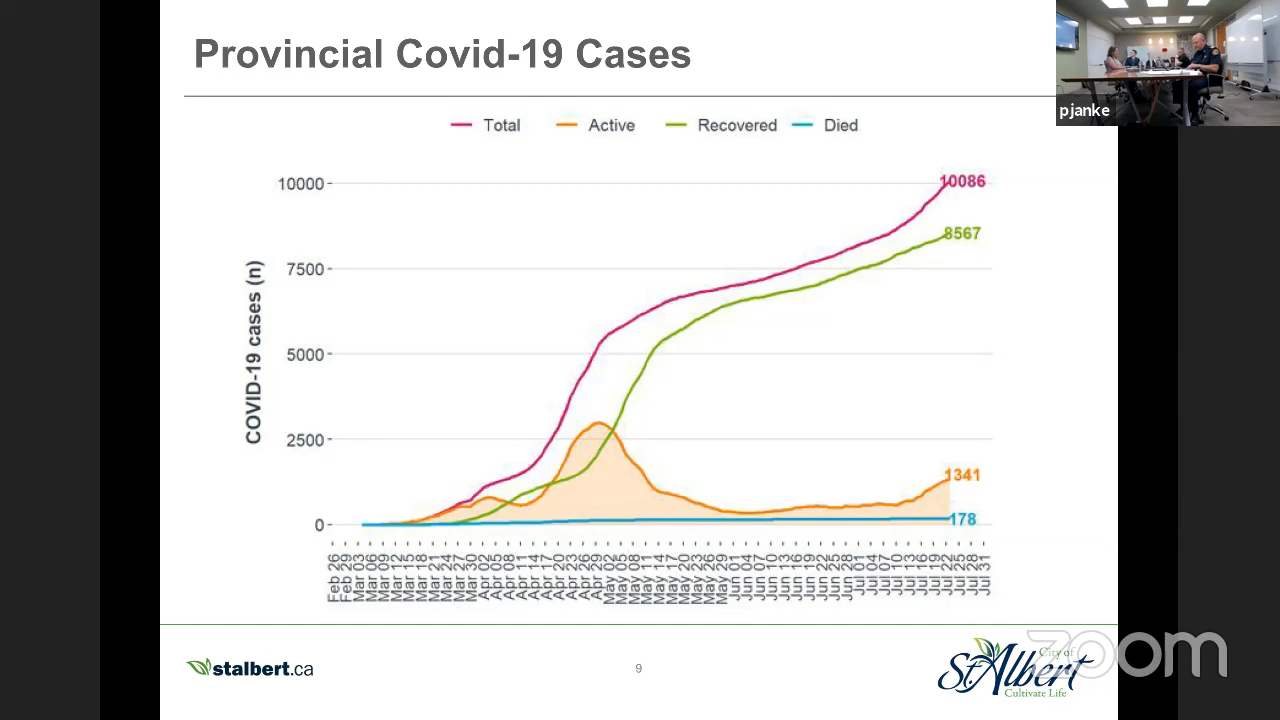 Provincial Covid-19 Cases
pjanke
Total Active Recovered Died
COVID-19 cases (n)
10000
7500
5000
2500
0
10086
8567
1341
178
Feb 26
Feb 29
Mar 03
Mar 06
Mar 09
Mar 12
Mar 15
Mar 18
Mar 21
Mar 24
Mar 27
Mar 30
Apr 02
Apr 05
Apr 08
Apr 11
Apr 14
Apr 17
Apr 20
Apr 23
Apr 26
Apr 29
May 02
May 05
May 08
May 11
May 14
May 17
May 20
May 23
May 26
May 29
Jun 01
Jun 04
Jun 07
Jun 10
Jun 13
Jun 16
Jun 19
Jun 22
Jun 25
Jun 28
Jul 01
Jul 04
Jul 07
Jul 10
Jul 13
Jul 16
Jul 19
Jul 22
Jul 25
Jul 28
Jul 31
stalbert.ca
9
City of
St. Albert
Cultivate Life
zoom